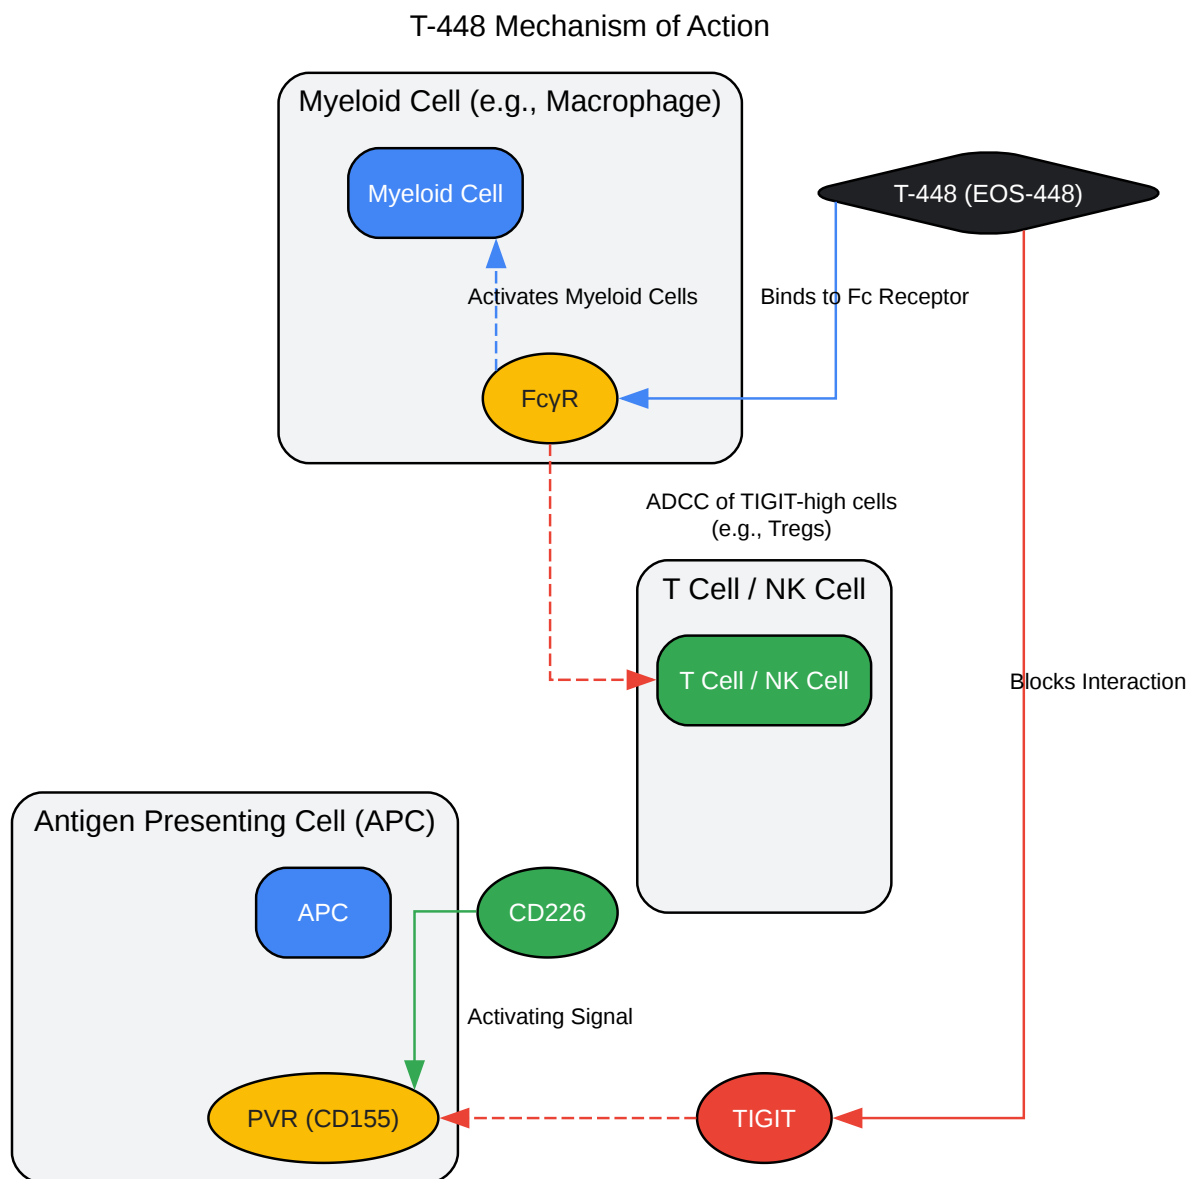 T-448 Mechanism of Action
Myeloid Cell (e.g., Macrophage)
Myeloid Cell
T-448 (EOS-448)
Activates Myeloid Cells
Binds to Fc Receptor
FcγR
ADCC of TIGIT-high cells
(e.g., Tregs)
T Cell / NK Cell
T Cell / NK Cell
Blocks Interaction
Antigen Presenting Cell (APC)
APC
CD226
Activating Signal
PVR (CD155)
TIGIT